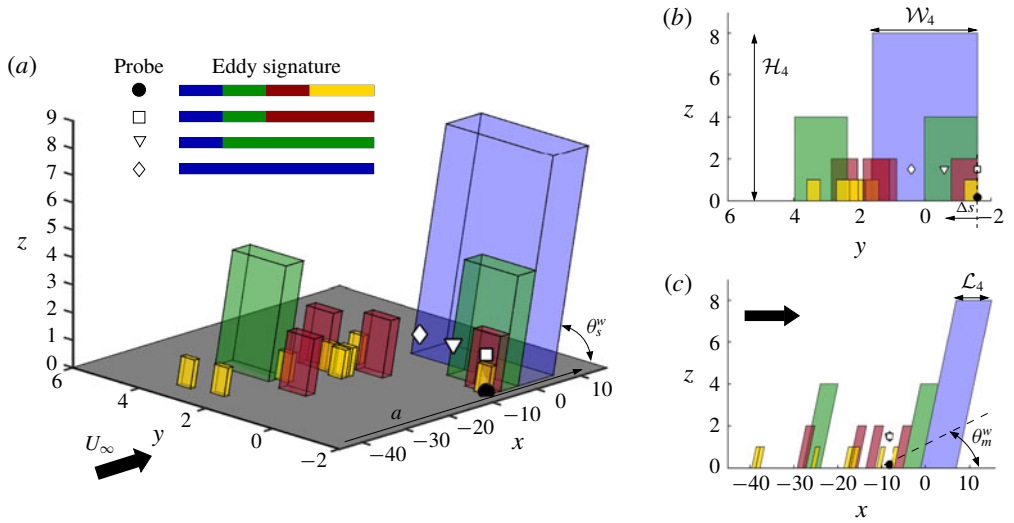 (a)
Probe Eddy signature
9
8
7
6
5
4
3
2
1
0
z
6
4
2
0
−2
y
U∞
a
−40
−30
−20
−10
0
10
x
θ_s^w
(b)
8
6
4
2
0
z
6 4 2 0 −2
y
𝓗₄
𝓦₄
Δs
(c)
8
6
4
2
0
z
−40 −30 −20 −10 0 10
x
𝓛₄
θ_m^w